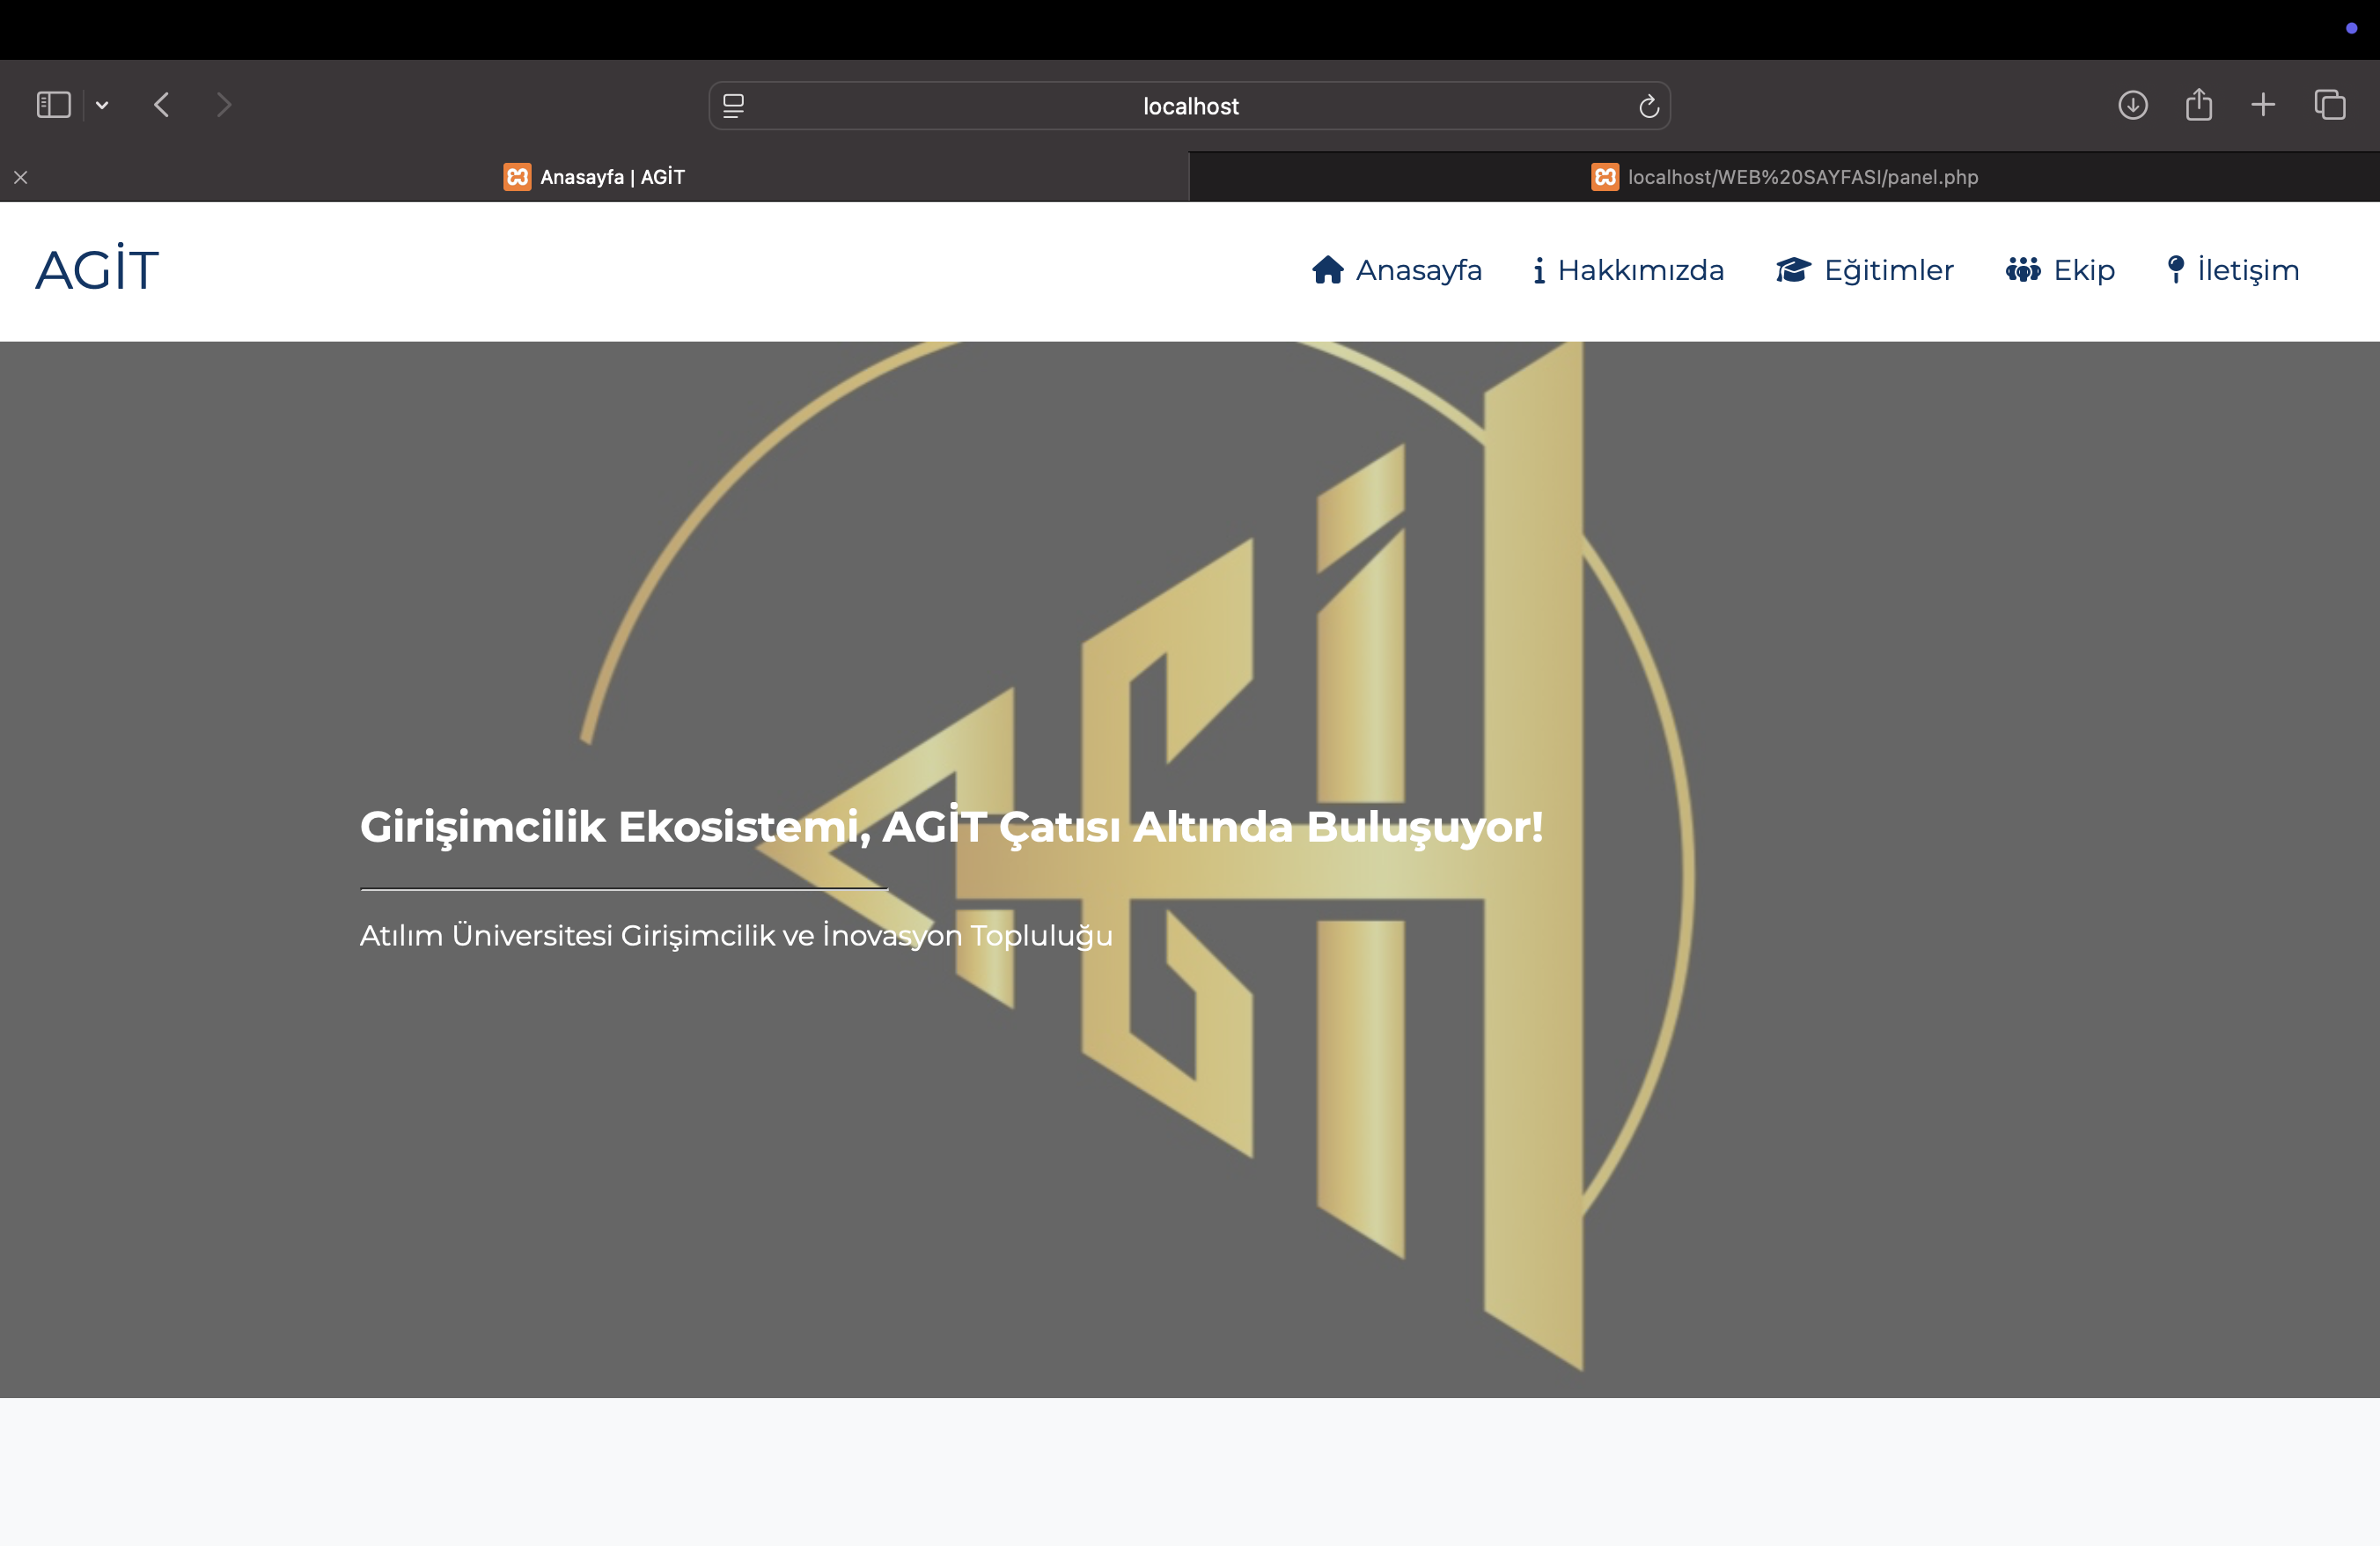 localhost
Anasayfa | AGİT
localhost/WEB%20SAYFASI/panel.php
AGİT
Anasayfa
Hakkımızda
Eğitimler
Ekip
İletişim
AGİT
Girişimcilik Ekosistemi, AGİT Çatısı Altında Buluşuyor!
Atılım Üniversitesi Girişimcilik ve İnovasyon Topluluğu